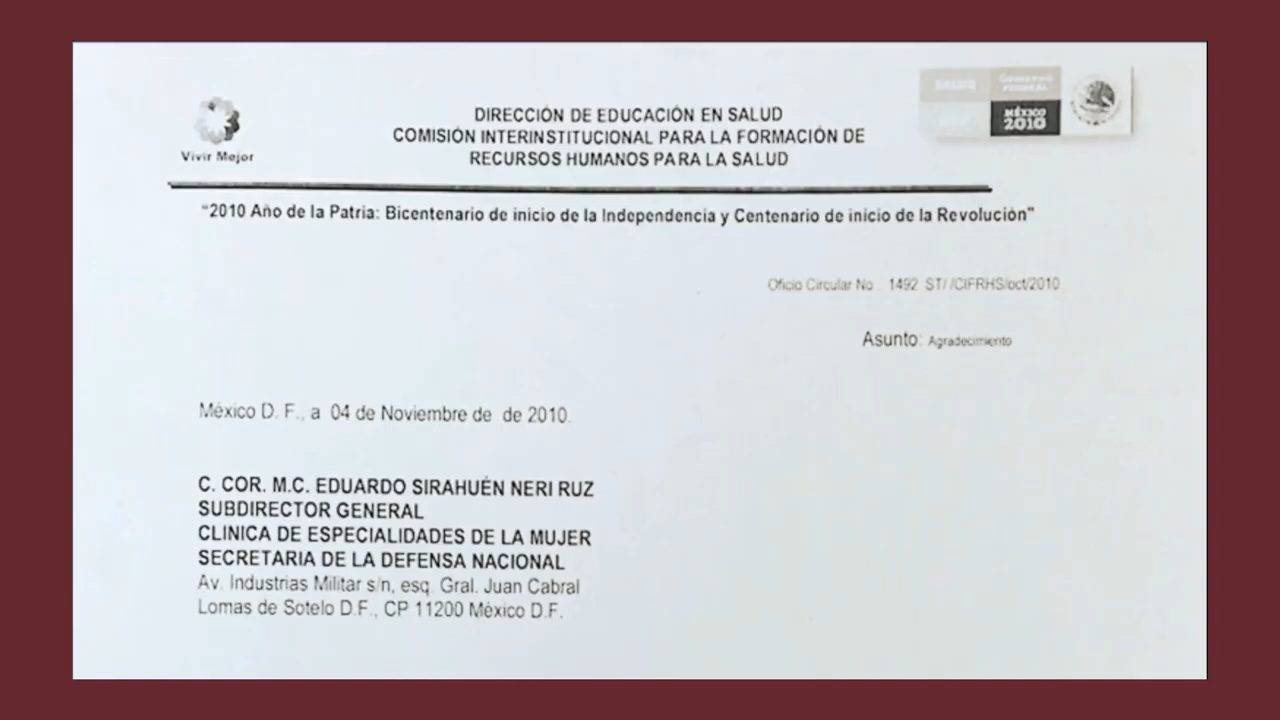 Vivir Mejor
DIRECCIÓN DE EDUCACIÓN EN SALUD
COMISIÓN INTERINSTITUCIONAL PARA LA FORMACIÓN DE
RECURSOS HUMANOS PARA LA SALUD
SALUD
GOBIERNO
FEDERAL
MÉXICO
2010
"2010 Año de la Patria: Bicentenario de inicio de la Independencia y Centenario de inicio de la Revolución"
Oficio Circular No . 1492 ST/ /CIFRHS/oct/2010
Asunto: Agradecimiento
México D. F., a 04 de Noviembre de de 2010.
C. COR. M.C. EDUARDO SIRAHUÉN NERI RUZ
SUBDIRECTOR GENERAL
CLINICA DE ESPECIALIDADES DE LA MUJER
SECRETARIA DE LA DEFENSA NACIONAL
Av. Industrias Militar s/n, esq. Gral. Juan Cabral
Lomas de Sotelo D.F., CP 11200 México D.F.